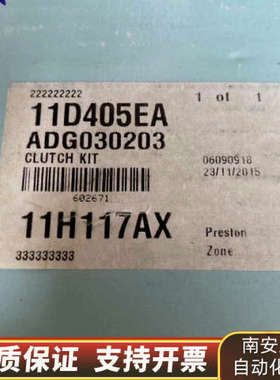 222222222
11D405EA
1 of 1
ADG030203
CLUTCH KIT
06090918
23/11/2015
602671
11H117AX
Preston
Zone
333333333
质保证 支持开票
南安
自动化